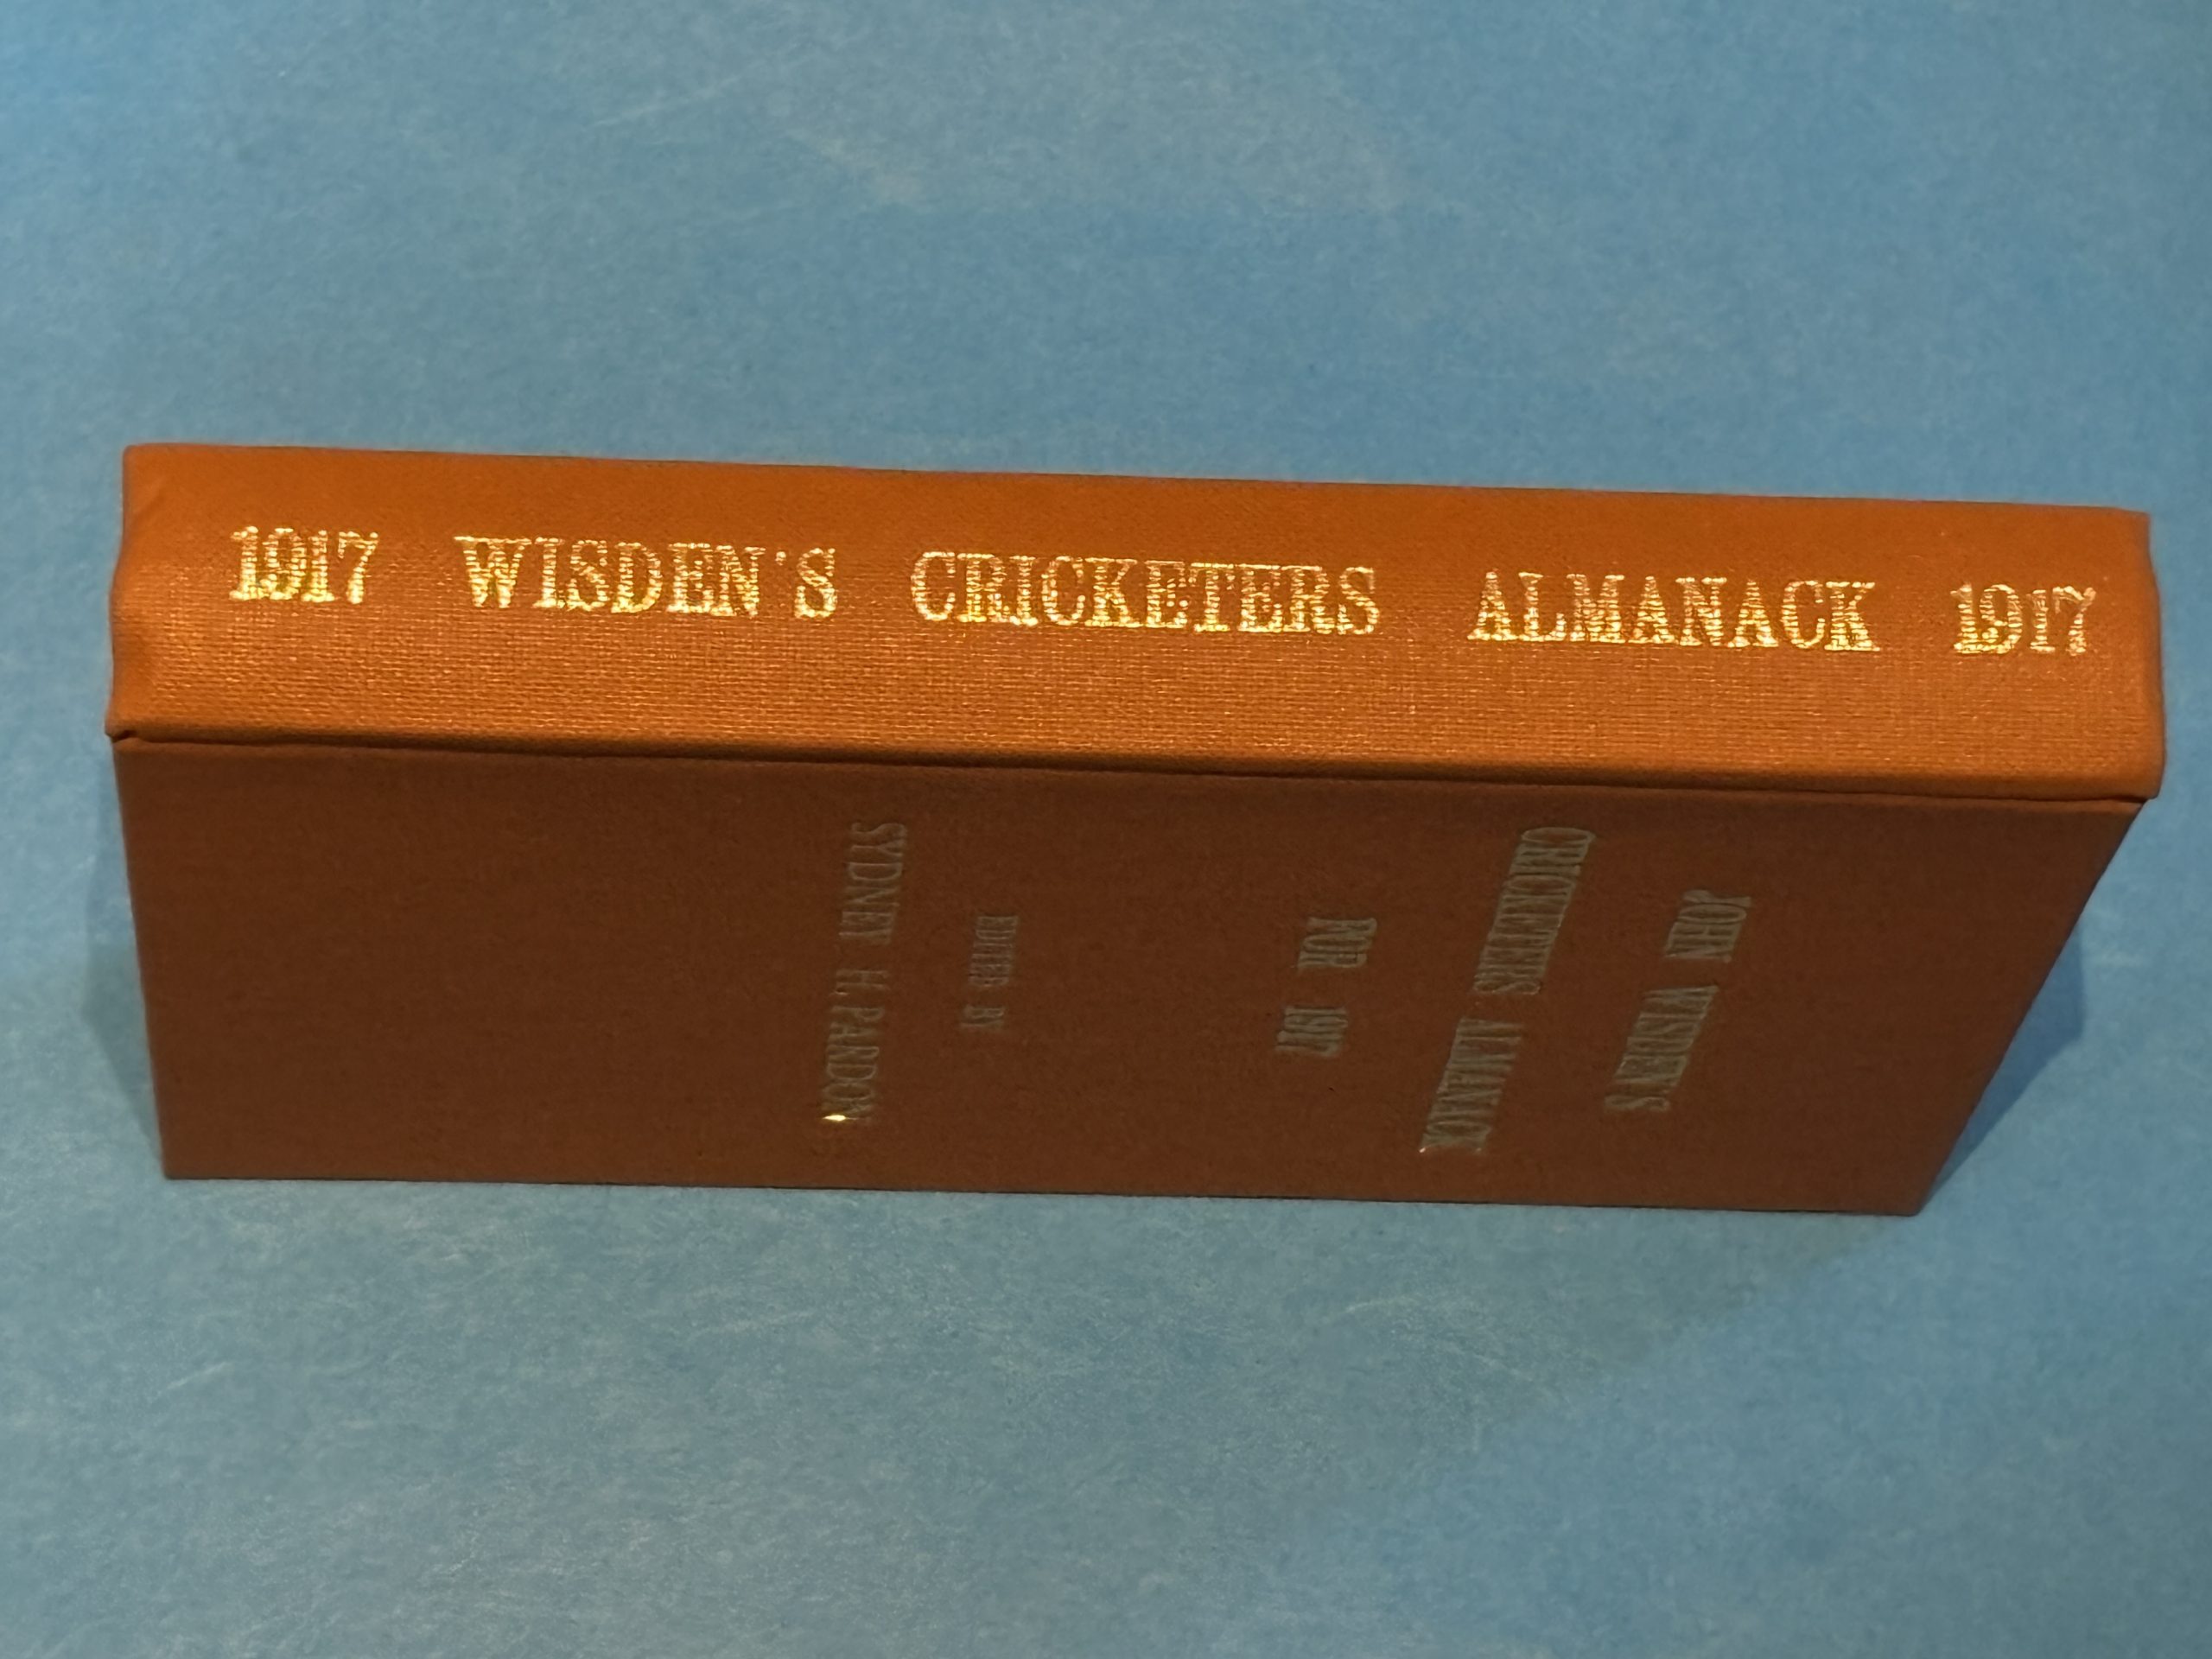 1917 WISDEN'S CRICKETERS ALMANACK 1917
JOHN WISDEN'S
CRICKETERS ALMANACK
FOR 1917
EDITED BY
SYDNEY H. PARDON